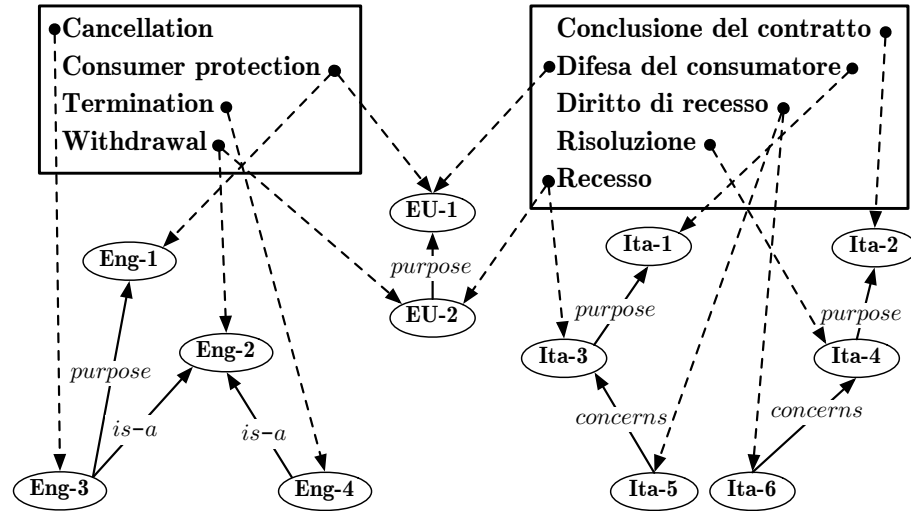 Cancellation
Consumer protection
Termination
Withdrawal
Conclusione del contratto
Difesa del consumatore
Diritto di recesso
Risoluzione
Recesso
EU-1
Eng-1
Ita-1
Ita-2
purpose
EU-2
purpose
purpose
Eng-2
Ita-3
Ita-4
purpose
is-a
is-a
concerns
concerns
Eng-3
Eng-4
Ita-5
Ita-6